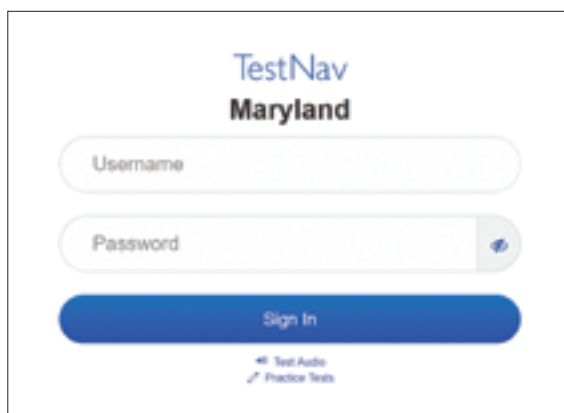 TestNav
Maryland
Username
Password
Sign In
Test Audio
Practice Tests